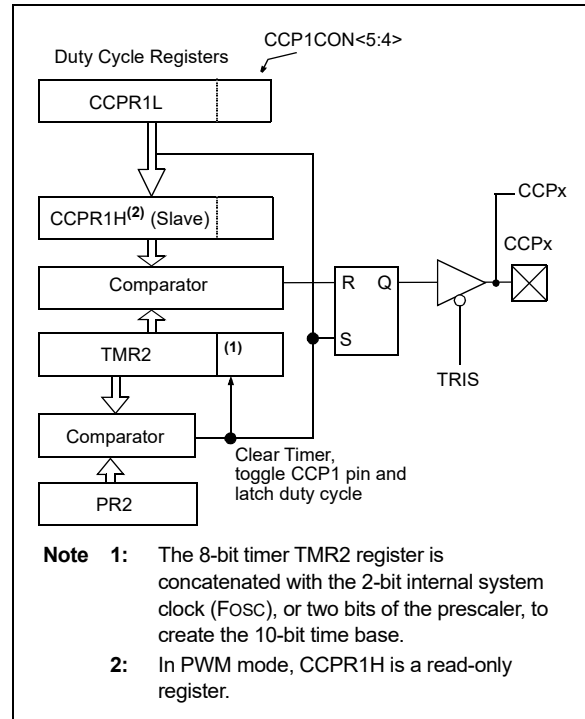 CCP1CON<5:4>
Duty Cycle Registers
CCPR1L
CCPR1H(2) (Slave)
CCPx
CCPx
Comparator
R Q
(1)
TMR2
S
TRIS
Comparator
Clear Timer,
toggle CCP1 pin and
latch duty cycle
PR2
Note 1: The 8-bit timer TMR2 register is
concatenated with the 2-bit internal system
clock (FOSC), or two bits of the prescaler, to
create the 10-bit time base.
2: In PWM mode, CCPR1H is a read-only
register.